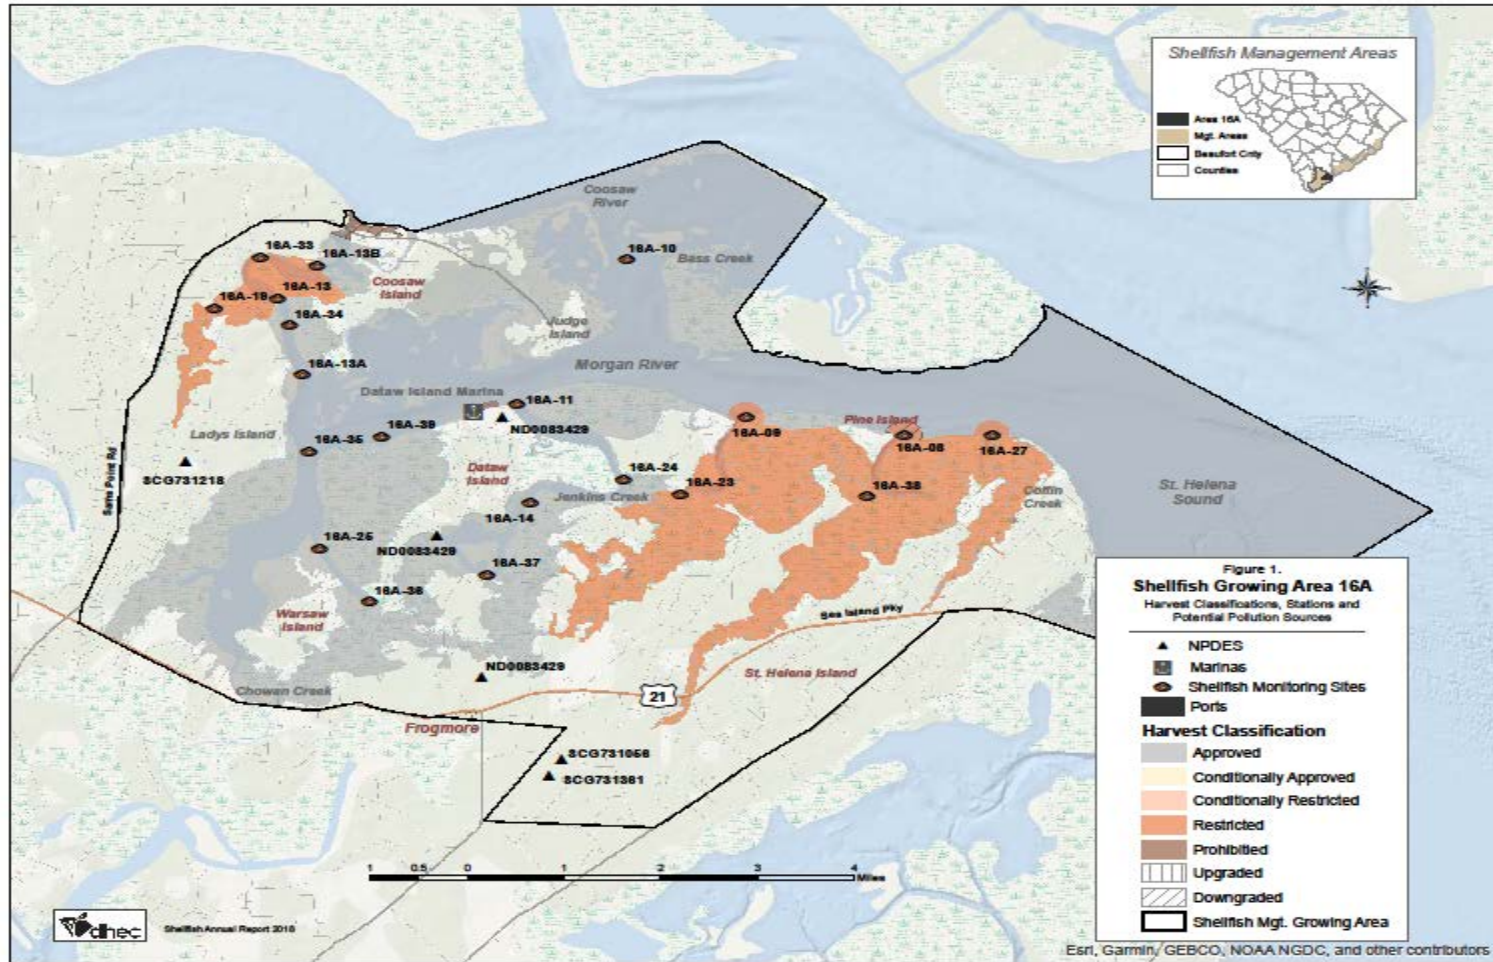 Shellfish Management Areas
Area 16A
Mgt. Areas
Beaufort Cnty
Counties
Coosaw
River
16A-33
16A-13B
16A-10
Bass Creek
16A-13
Coosaw
Island
16A-19
16A-34
Judge
Island
16A-13A
Morgan River
Dataw Island Marina
16A-11
ND0083429
Pine Island
16A-39
16A-09
Ladys Island
16A-35
16A-08
16A-27
SCG731218
Sams Point Rd
Dataw
Island
16A-24
16A-23
16A-38
Jenkins Creek
Coffin
Creek
St. Helena
Sound
16A-14
16A-25
ND0083429
16A-37
16A-36
Warsaw
Island
Sea Island Pky
ND0083429
St. Helena Island
Chowan Creek
21
Frogmore
SCG731056
SCG731361
Figure 1.
Shellfish Growing Area 16A
Harvest Classifications, Stations and
Potential Pollution Sources
NPDES
Marinas
Shellfish Monitoring Sites
Ports
Harvest Classification
Approved
Conditionally Approved
Conditionally Restricted
Restricted
Prohibitied
Upgraded
Downgraded
Shellfish Mgt. Growing Area
1 0.5 0 1 2 3 4
Miles
dhec
Shellfish Annual Report 2018
Esri, Garmin, GEBCO, NOAA NGDC, and other contributors